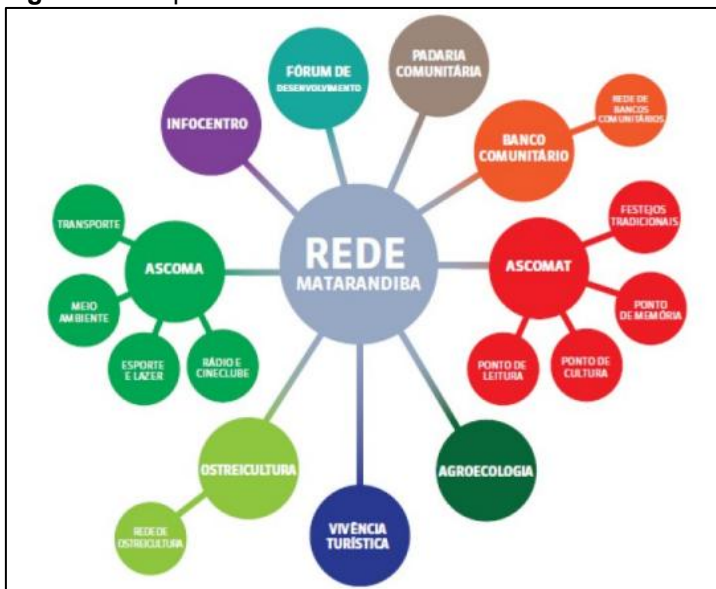 FÓRUM DE
DESENVOLVIMENTO
PADARIA
COMUNITÁRIA
INFOCENTRO
BANCO
COMUNITÁRIO
REDE DE
BANCOS
COMUNITÁRIOS
REDE
MATARANDIBA
ASCOMA
TRANSPORTE
MEIO
AMBIENTE
ESPORTE
E LAZER
RÁDIO E
CINECLUBE
ASCOMAT
FESTEJOS
TRADICIONAIS
PONTO
DE MEMÓRIA
PONTO DE
CULTURA
PONTO DE
LEITURA
OSTREICULTURA
REDE DE
OSTREICULTURA
VIVÊNCIA
TURÍSTICA
AGROECOLOGIA